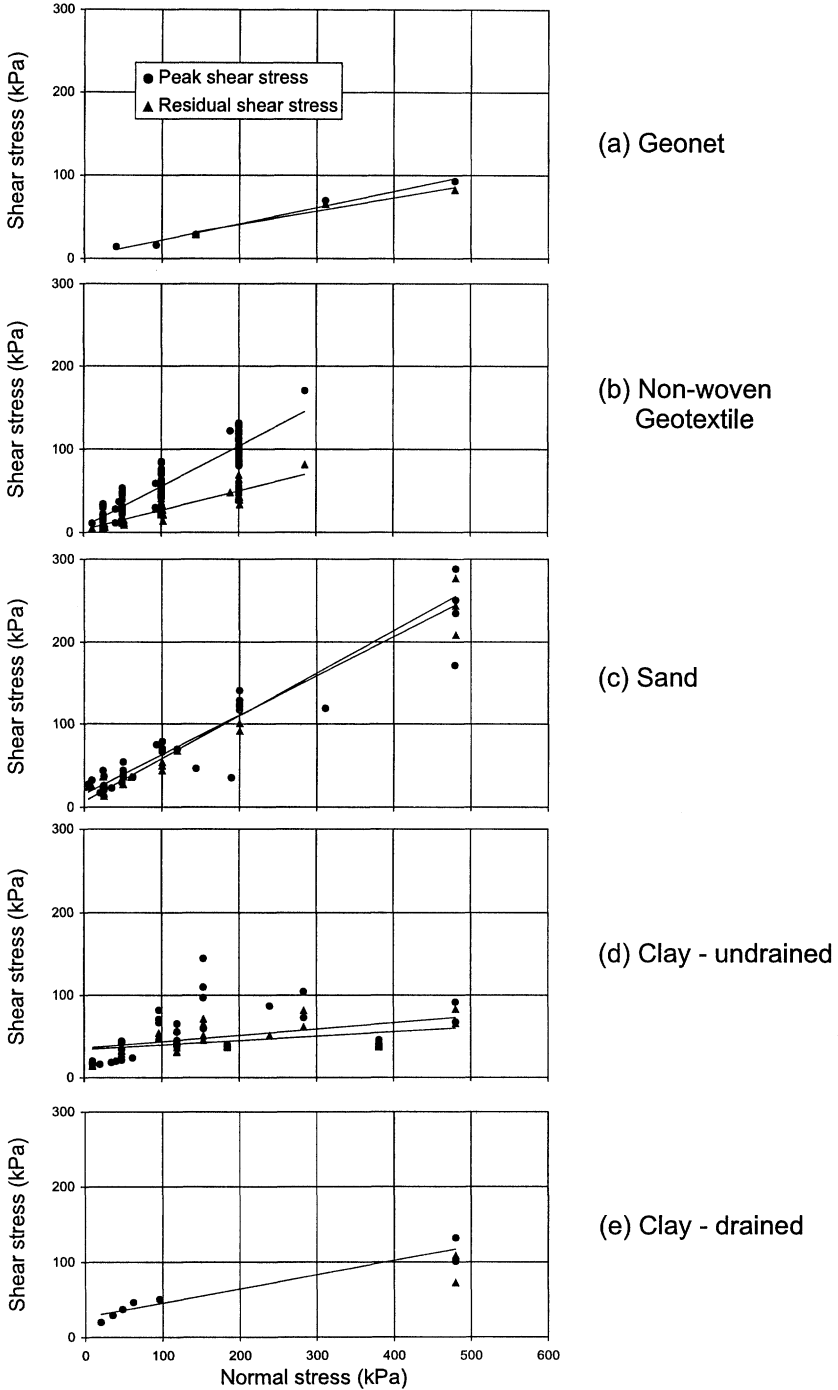 300
200
100
0
Shear stress (kPa)
Peak shear stress
Residual shear stress
(a) Geonet
300
200
100
0
Shear stress (kPa)
(b) Non-woven
Geotextile
300
200
100
0
Shear stress (kPa)
(c) Sand
300
200
100
0
Shear stress (kPa)
(d) Clay - undrained
300
200
100
0
Shear stress (kPa)
(e) Clay - drained
0 100 200 300 400 500 600
Normal stress (kPa)